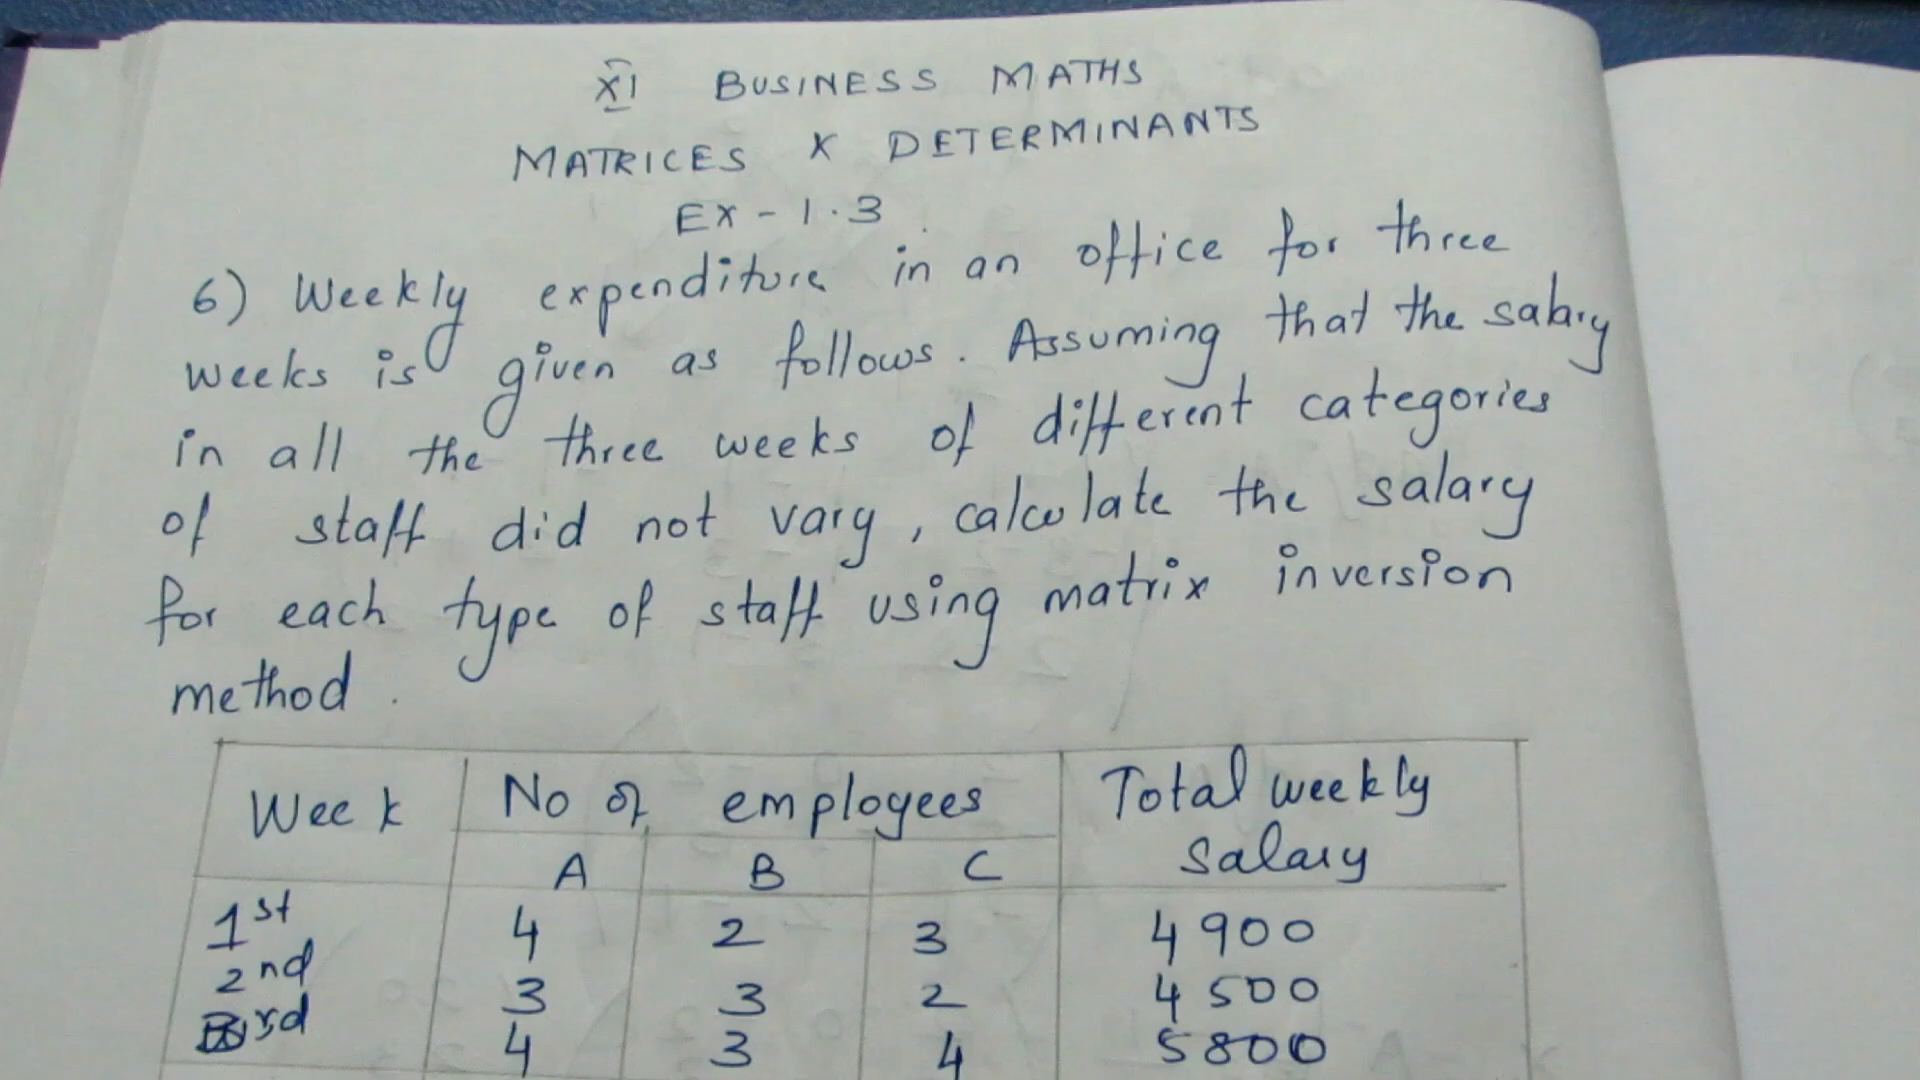 XI BUSINESS MATHS
MATRICES X DETERMINANTS
EX - 1.3
6) Weekly expenditure in an office for three
weeks is given as follows. Assuming that the salary
in all the three weeks of different categories
of staff did not vary, calculate the salary
for each type of staff using matrix inversion
method.
Week No of employees Total weekly
A B C Salary
1st 4 2 3 4900
2nd 3 3 2 4500
3rd 4 3 4 5800